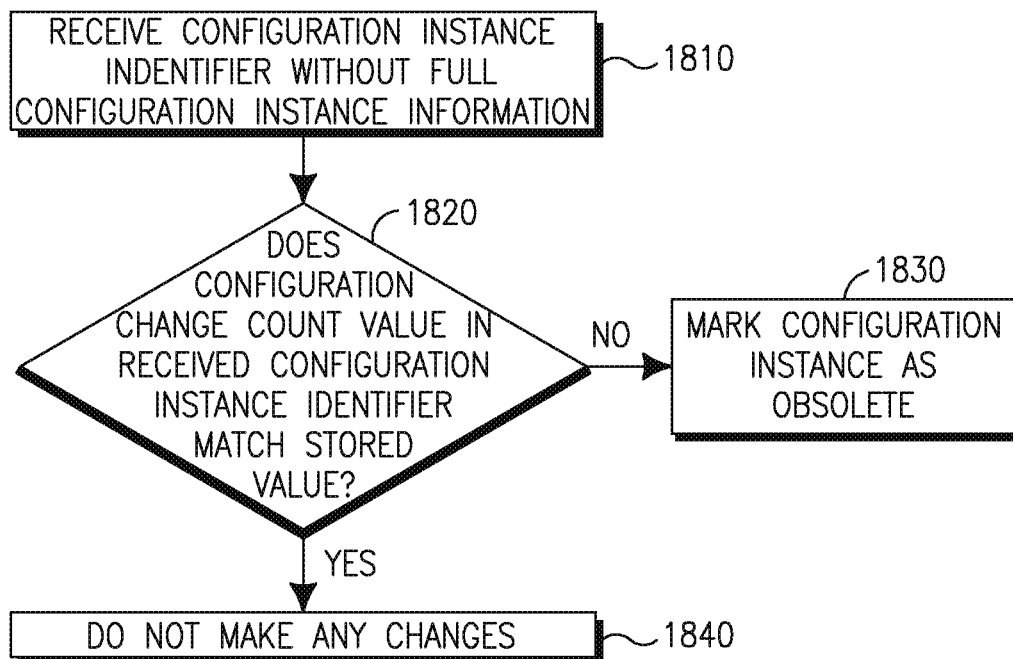 RECEIVE CONFIGURATION INSTANCE
INDENTIFIER WITHOUT FULL
CONFIGURATION INSTANCE INFORMATION
1810
1820
DOES
CONFIGURATION
CHANGE COUNT VALUE IN
RECEIVED CONFIGURATION
INSTANCE IDENTIFIER
MATCH STORED
VALUE?
NO
1830
MARK CONFIGURATION
INSTANCE AS
OBSOLETE
YES
DO NOT MAKE ANY CHANGES
1840